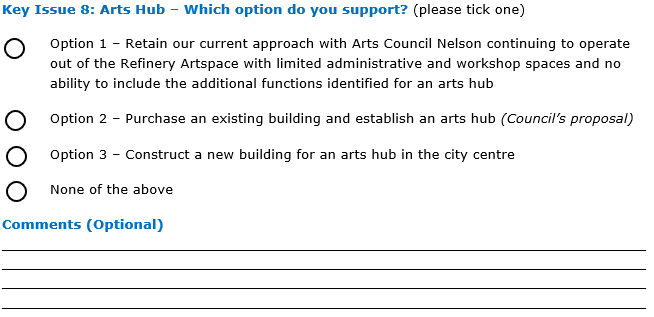 Key Issue 8: Arts Hub – Which option do you support? (please tick one)
Option 1 – Retain our current approach with Arts Council Nelson continuing to operate
out of the Refinery Artspace with limited administrative and workshop spaces and no
ability to include the additional functions identified for an arts hub
Option 2 – Purchase an existing building and establish an arts hub (Council’s proposal)
Option 3 – Construct a new building for an arts hub in the city centre
None of the above
Comments (Optional)